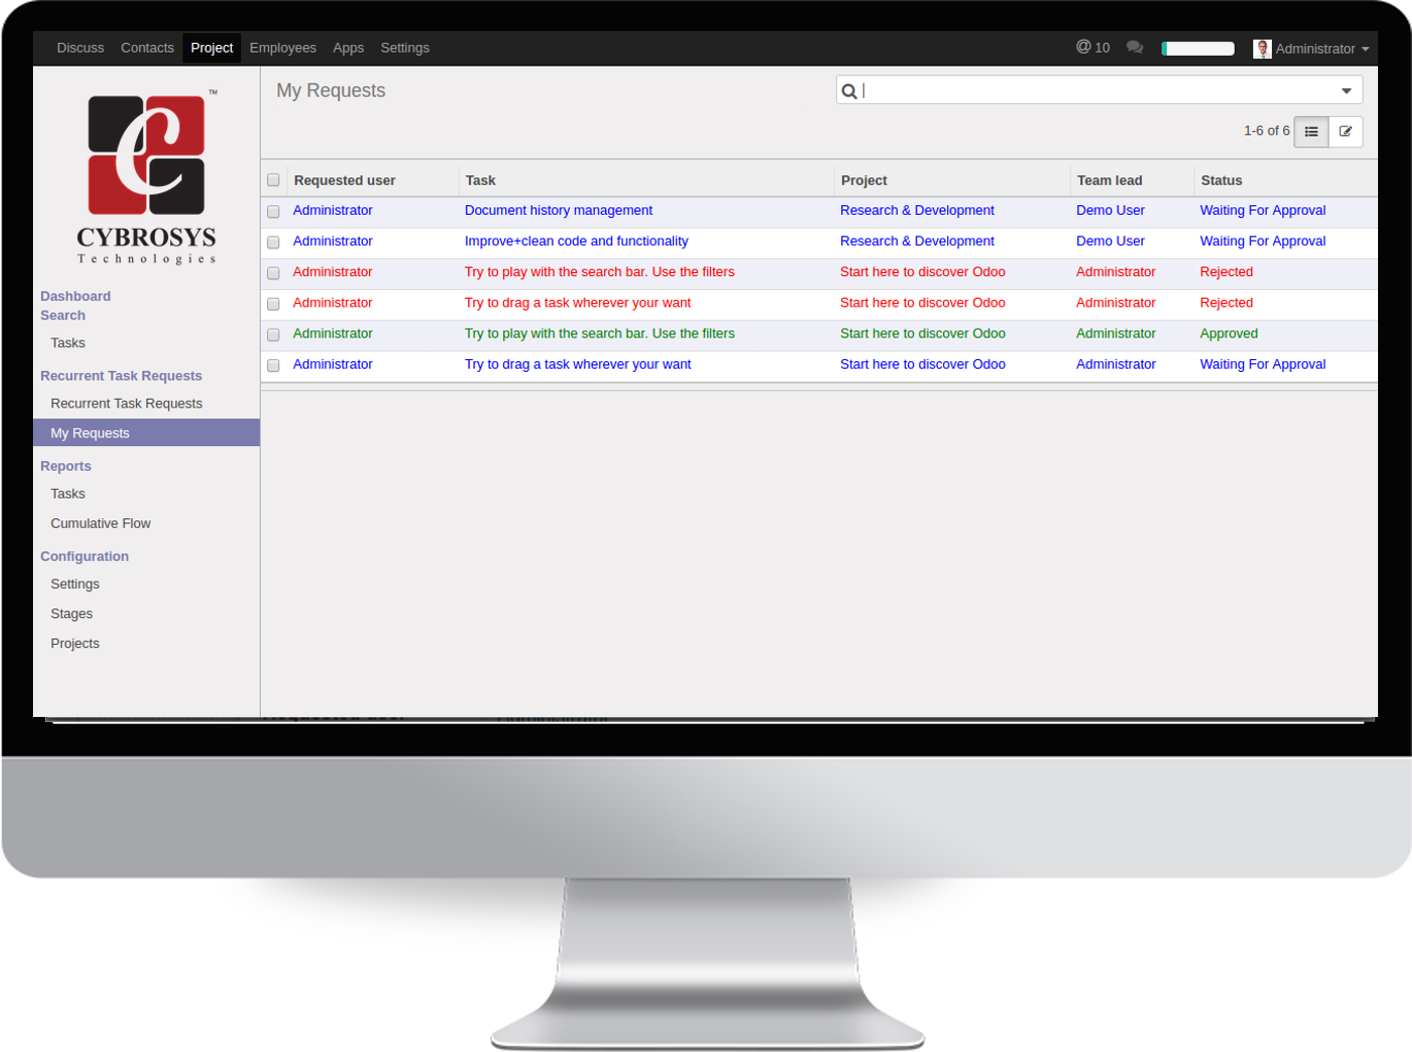 Discuss Contacts Project Employees Apps Settings @ 10 Administrator
CYBROSYS
Technologies
TM
Dashboard
Search
Tasks
Recurrent Task Requests
Recurrent Task Requests
My Requests
Reports
Tasks
Cumulative Flow
Configuration
Settings
Stages
Projects
My Requests
1-6 of 6
Requested user Task Project Team lead Status
Administrator Document history management Research & Development Demo User Waiting For Approval
Administrator Improve+clean code and functionality Research & Development Demo User Waiting For Approval
Administrator Try to play with the search bar. Use the filters Start here to discover Odoo Administrator Rejected
Administrator Try to drag a task wherever your want Start here to discover Odoo Administrator Rejected
Administrator Try to play with the search bar. Use the filters Start here to discover Odoo Administrator Approved
Administrator Try to drag a task wherever your want Start here to discover Odoo Administrator Waiting For Approval